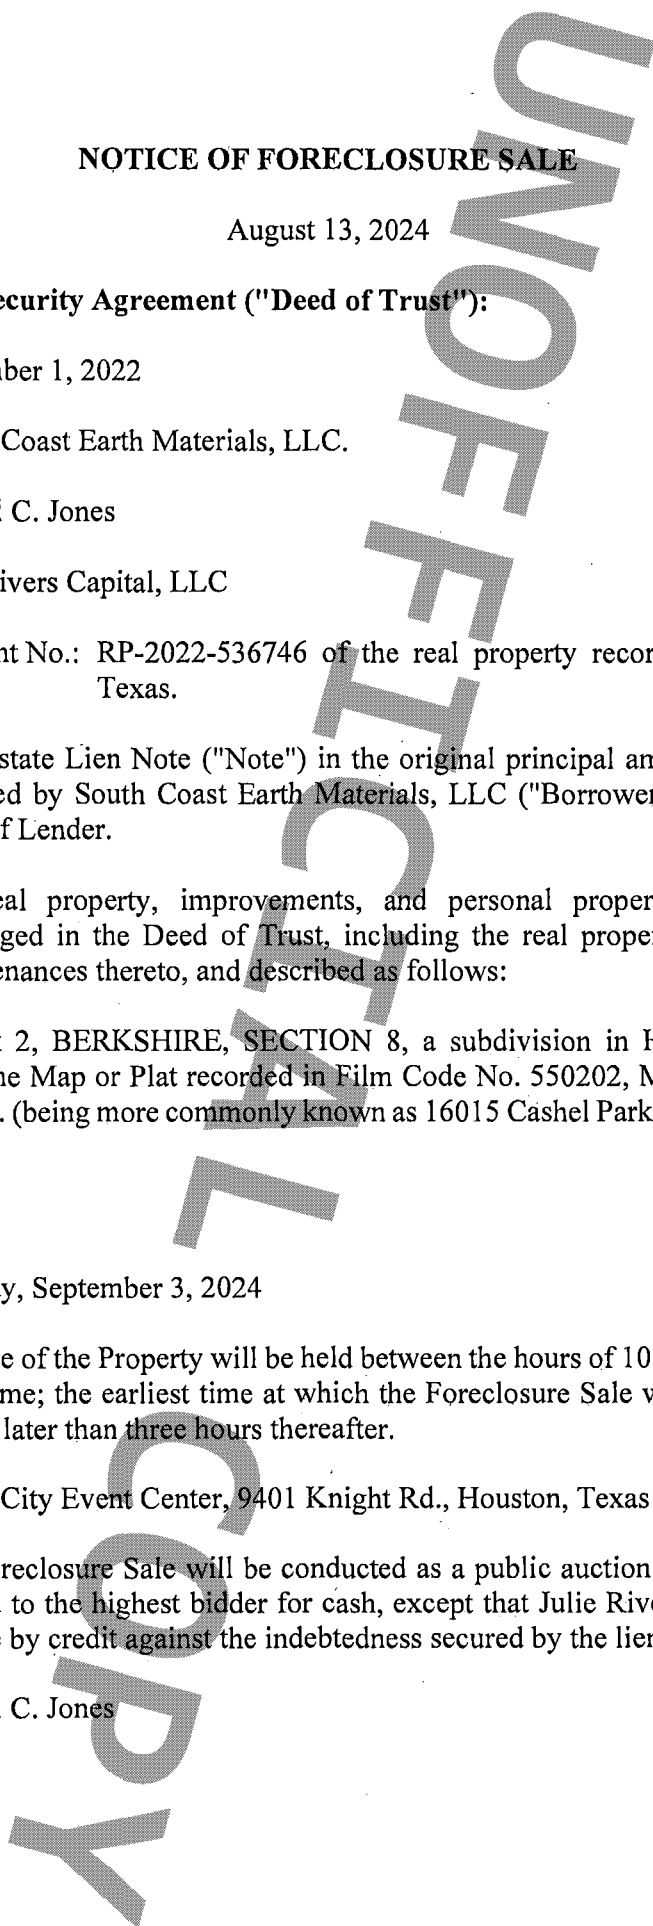 NOTICE OF FORECLOSURE SALE
August 13, 2024
ecurity Agreement ("Deed of Trust"):
ber 1, 2022
Coast Earth Materials, LLC.
C. Jones
ivers Capital, LLC
nt No.: RP-2022-536746 of the real property recor
Texas.
state Lien Note ("Note") in the original principal am
ed by South Coast Earth Materials, LLC ("Borrower
f Lender.
eal property, improvements, and personal proper
ged in the Deed of Trust, including the real prope
enances thereto, and described as follows:
2, BERKSHIRE, SECTION 8, a subdivision in H
ne Map or Plat recorded in Film Code No. 550202, M
. (being more commonly known as 16015 Cashel Park
y, September 3, 2024
e of the Property will be held between the hours of 10
me; the earliest time at which the Foreclosure Sale w
later than three hours thereafter.
City Event Center, 9401 Knight Rd., Houston, Texas
reclosure Sale will be conducted as a public auction
to the highest bidder for cash, except that Julie Rive
by credit against the indebtedness secured by the lien
C. Jones
UNOFFICIAL COPY